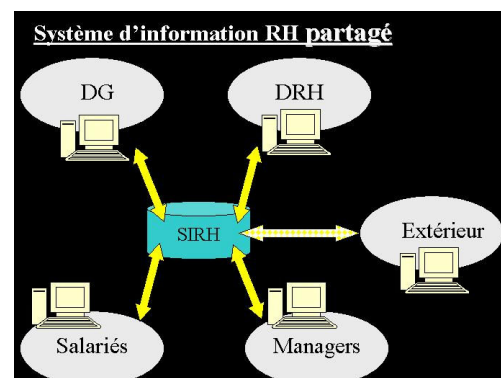 Système d’information RH partagé
DG
DRH
SIRH
Extérieur
Salariés
Managers